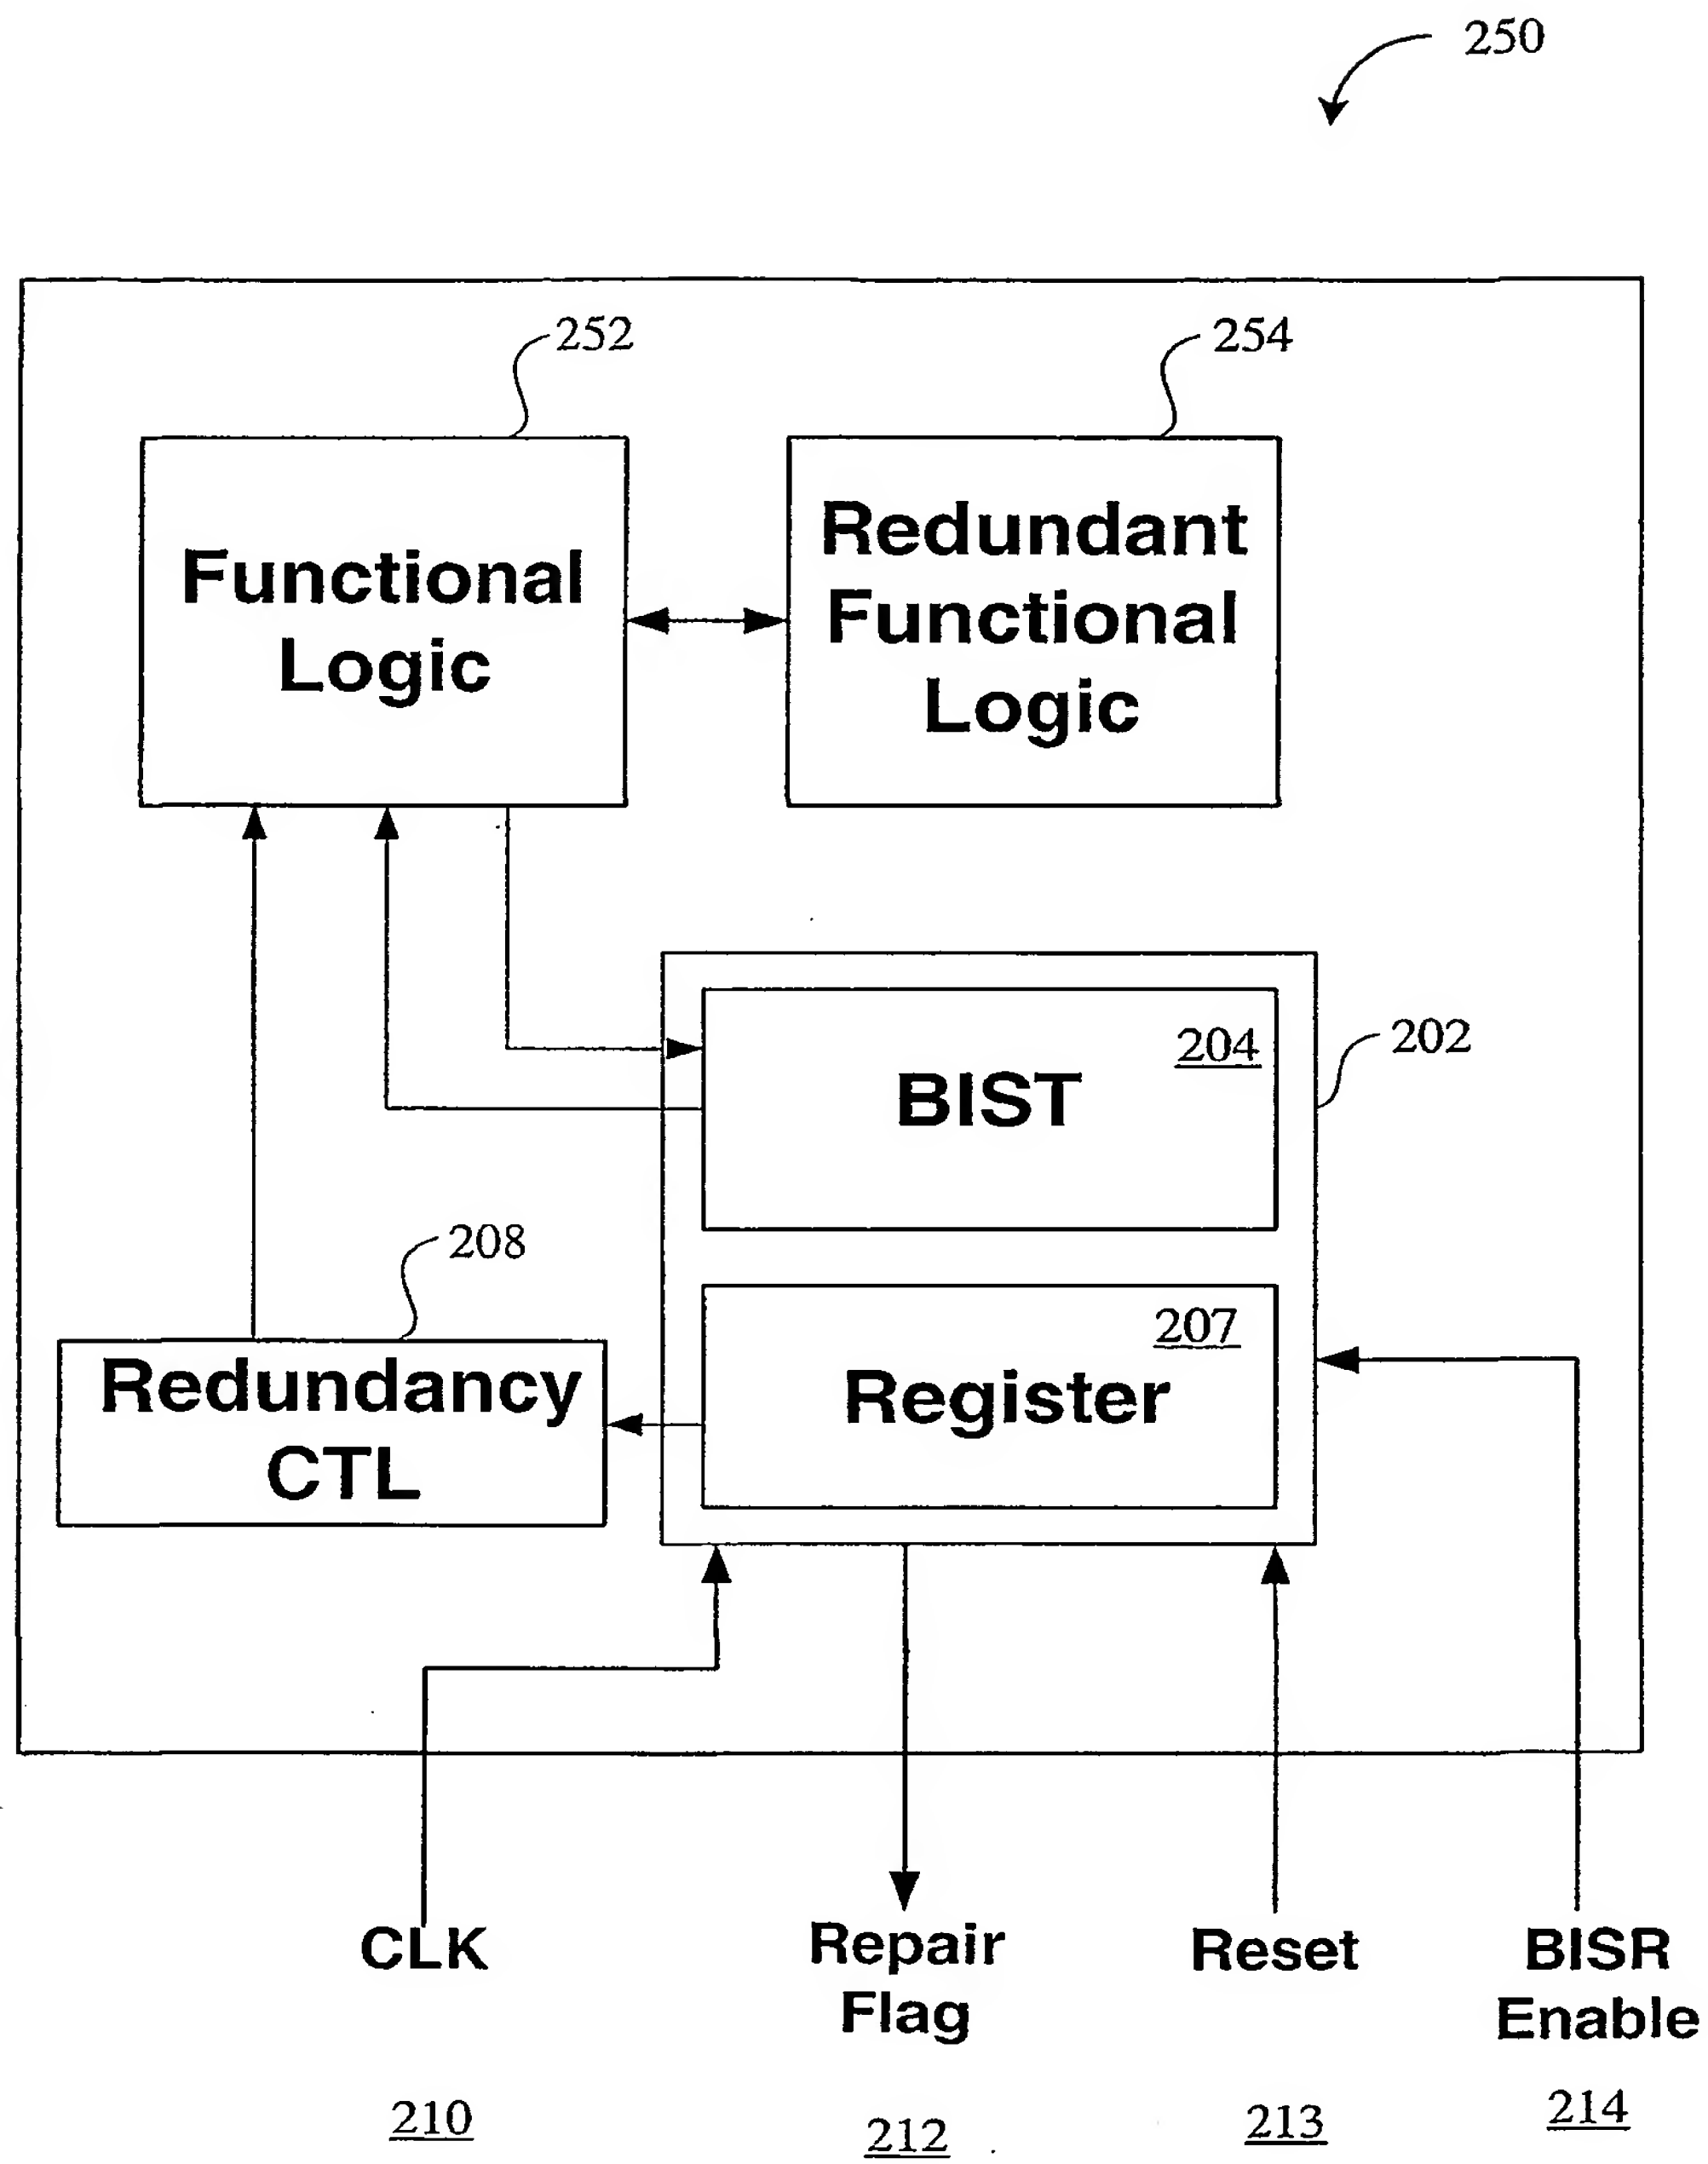 250
252
254
Functional
Logic
Redundant
Functional
Logic
204
BIST
202
208
207
Register
Redundancy
CTL
CLK
Repair
Flag
Reset
BISR
Enable
210
212
213
214